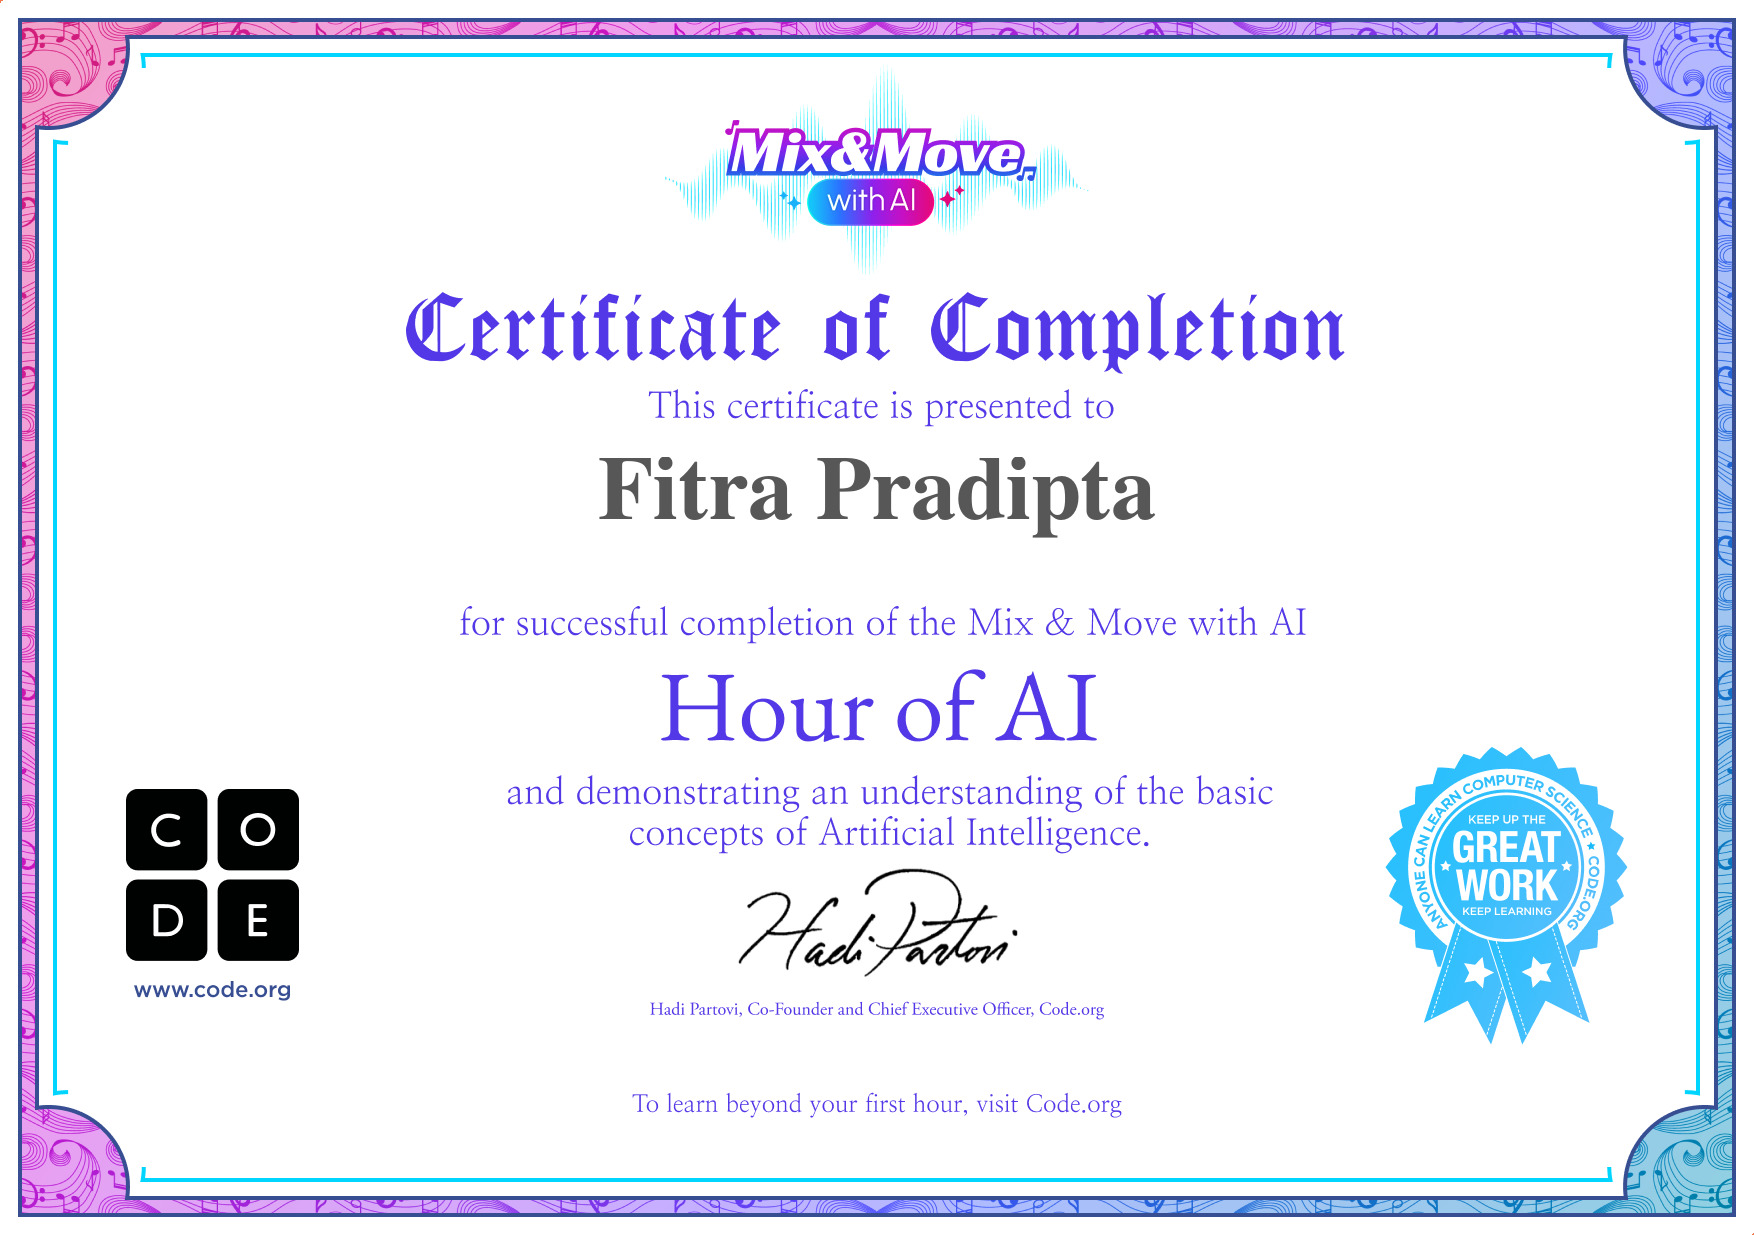 Mix&Move
with AI
Certificate of Completion
This certificate is presented to
Fitra Pradipta
for successful completion of the Mix & Move with AI
Hour of AI
and demonstrating an understanding of the basic
concepts of Artificial Intelligence.
C O
D E
www.code.org
Hadi Partovi
Hadi Partovi, Co-Founder and Chief Executive Officer, Code.org
ANYONE CAN LEARN COMPUTER SCIENCE ★ CODE.ORG
KEEP UP THE
GREAT
WORK
KEEP LEARNING
To learn beyond your first hour, visit Code.org